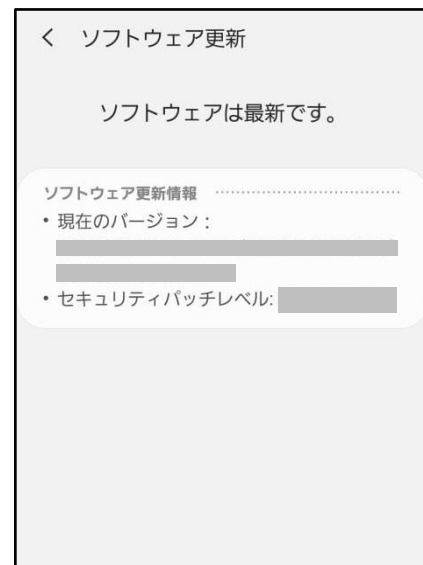 ソフトウェア更新
ソフトウェアは最新です。
ソフトウェア更新情報
• 現在のバージョン :
• セキュリティパッチレベル: